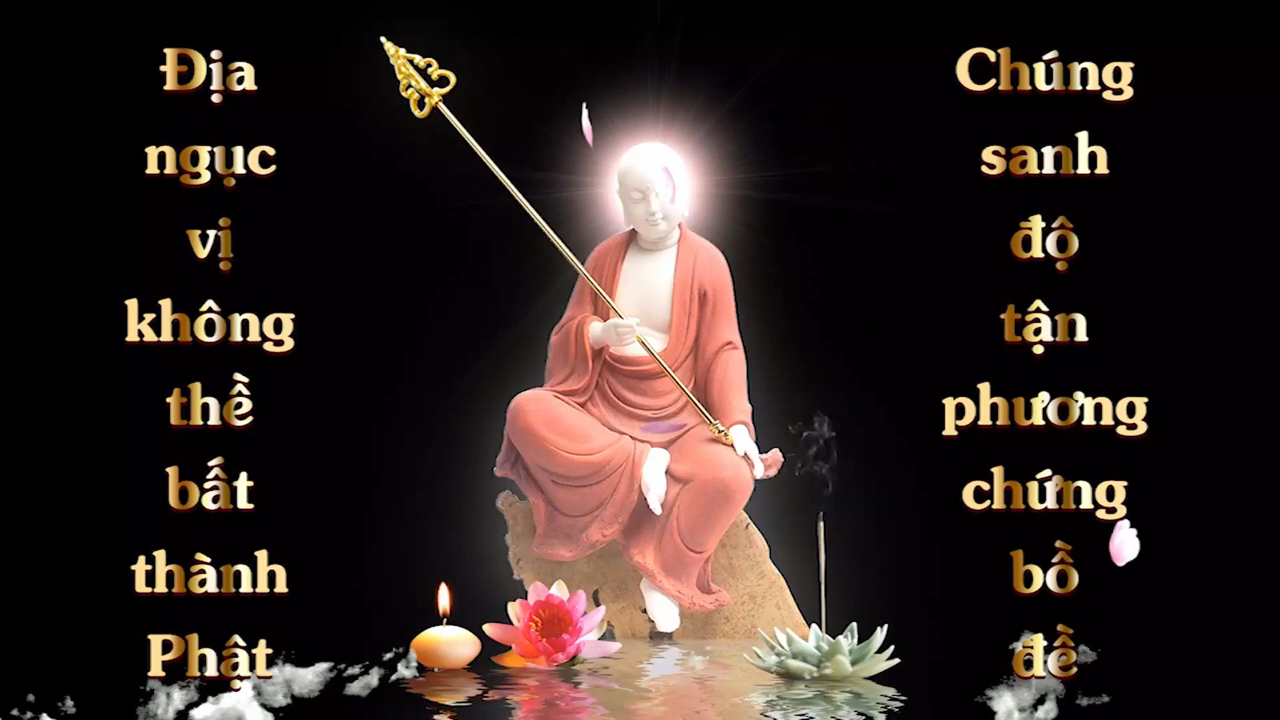 Địa
ngục
vị
không
thề
bất
thành
Phật
Chúng
sanh
độ
tận
phương
chứng
bồ
đề